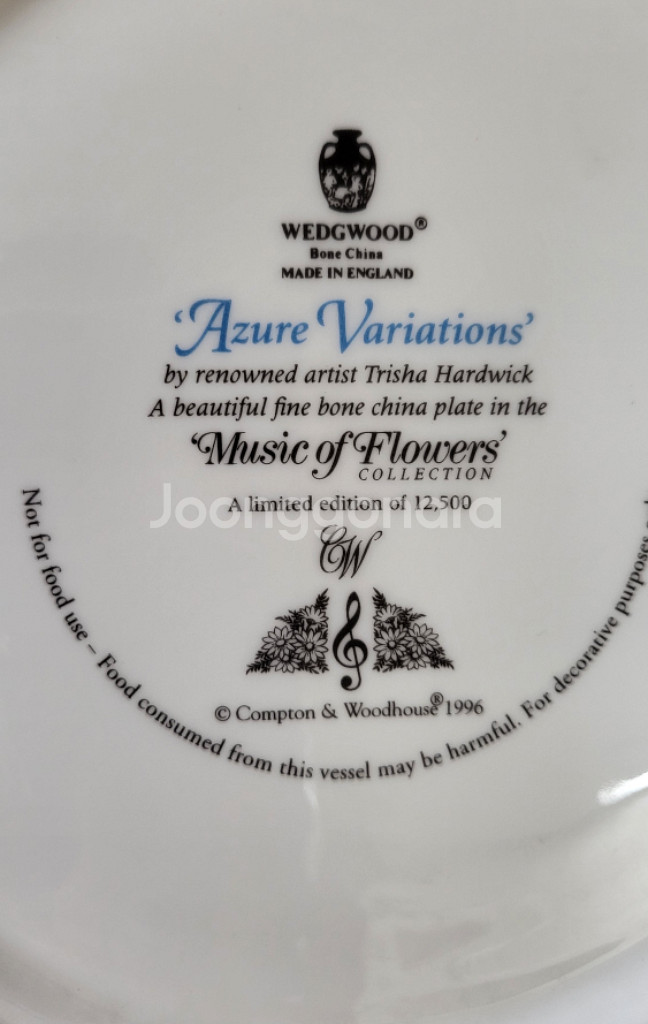 WEDGWOOD®
Bone China
MADE IN ENGLAND
'Azure Variations'
by renowned artist Trisha Hardwick
A beautiful fine bone china plate in the
'Music of Flowers'
COLLECTION
A limited edition of 12,500
Joonggonara
CW
© Compton & Woodhouse® 1996
Not for food use – Food consumed from this vessel may be harmful. For decorative purposes